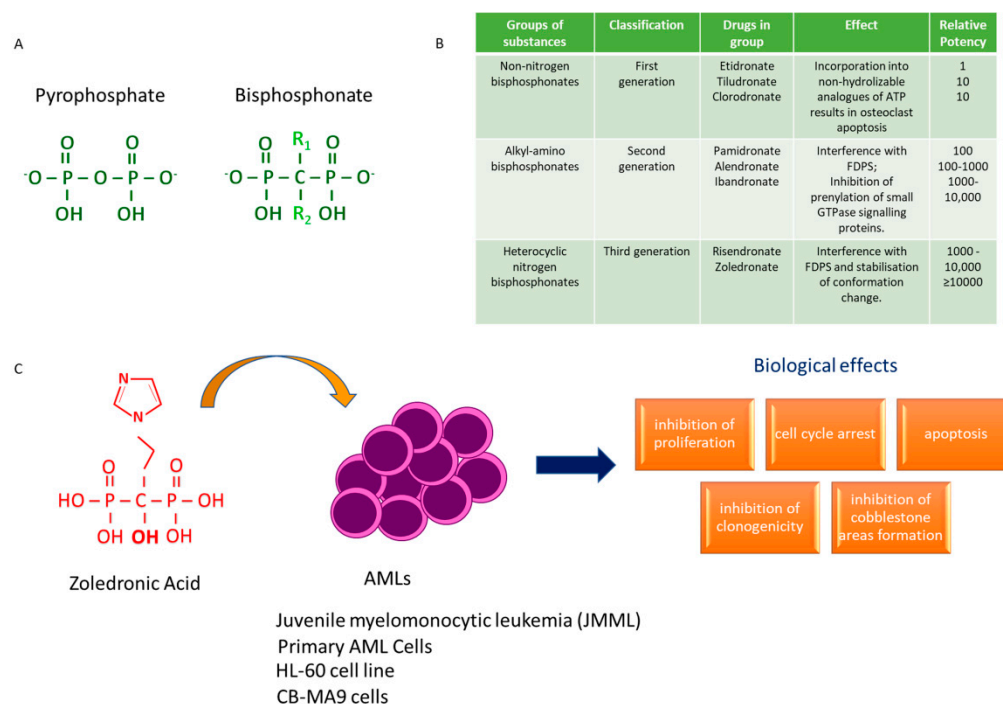 A
Pyrophosphate
Bisphosphonate
O O
-O – P – O – P – O-
OH OH
O R1 O
-O – P – C – P – O-
OH R2 OH
B
Groups of substances
Classification
Drugs in group
Effect
Relative Potency
Non-nitrogen
bisphosphonates
First
generation
Etidronate
Tiludronate
Clorodronate
Incorporation into
non-hydrolizable
analogues of ATP
results in osteoclast
apoptosis
1
10
10
Alkyl-amino
bisphosphonates
Second
generation
Pamidronate
Alendronate
Ibandronate
Interference with
FDPS;
Inhibition of
prenylation of small
GTPase signalling
proteins.
100
100-1000
1000-
10,000
Heterocyclic
nitrogen
bisphosphonates
Third generation
Risendronate
Zoledronate
Interference with
FDPS and stabilisation
of conformation
change.
1000 -
10,000
≥10000
C
N
N
O O
HO – P – C – P – OH
OH OH OH
Zoledronic Acid
AMLs
Juvenile myelomonocytic leukemia (JMML)
Primary AML Cells
HL-60 cell line
CB-MA9 cells
Biological effects
inhibition of
proliferation
cell cycle arrest
apoptosis
inhibition of
clonogenicity
inhibition of
cobblestone
areas formation